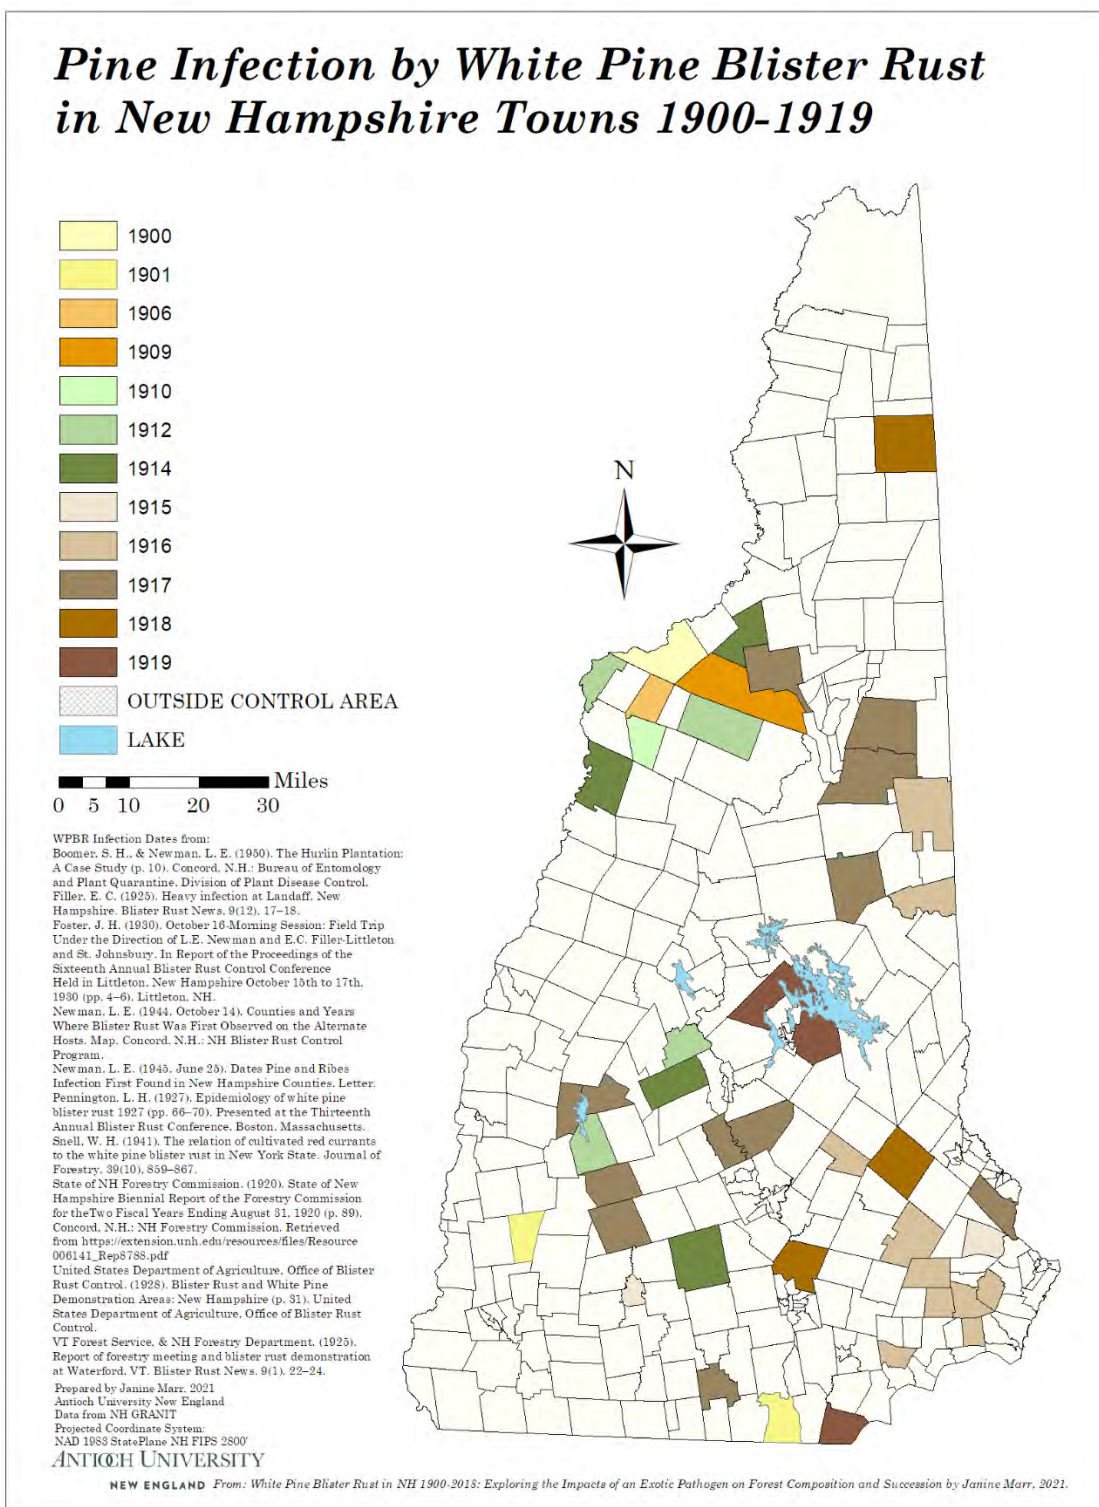 Pine Infection by White Pine Blister Rust
in New Hampshire Towns 1900-1919
1900
1901
1906
1909
1910
1912
1914
1915
1916
1917
1918
1919
OUTSIDE CONTROL AREA
LAKE
N
Miles
0 5 10 20 30
WPBR Infection Dates from:
Boomer, S. H., & Newman, L. E. (1950). The Hurlin Plantation:
A Case Study (p. 10). Concord, N.H.: Bureau of Entomology
and Plant Quarantine, Division of Plant Disease Control.
Filler, E. C. (1925). Heavy infection at Landaff, New
Hampshire. Blister Rust News, 9(12), 17–18.
Foster, J. H. (1930). October 16-Morning Session: Field Trip
Under the Direction of L.E. Newman and E.C. Filler-Littleton
and St. Johnsbury. In Report of the Proceedings of the
Sixteenth Annual Blister Rust Control Conference
Held in Littleton, New Hampshire October 15th to 17th,
1930 (pp. 4–6). Littleton, NH.
Newman, L. E. (1944, October 14). Counties and Years
Where Blister Rust Was First Observed on the Alternate
Hosts. Map. Concord, N.H.: NH Blister Rust Control
Program.
Newman, L. E. (1945, June 25). Dates Pine and Ribes
Infection First Found in New Hampshire Counties. Letter.
Pennington, L. H. (1927). Epidemiology of white pine
blister rust 1927 (pp. 66–70). Presented at the Thirteenth
Annual Blister Rust Conference, Boston, Massachusetts.
Snell, W. H. (1941). The relation of cultivated red currants
to the white pine blister rust in New York State. Journal of
Forestry, 39(10), 859–867.
State of NH Forestry Commission. (1920). State of New
Hampshire Biennial Report of the Forestry Commission
for theTwo Fiscal Years Ending August 31, 1920 (p. 89).
Concord, N.H.: NH Forestry Commission. Retrieved
from https://extension.unh.edu/resources/files/Resource
006141_Rep8788.pdf
United States Department of Agriculture, Office of Blister
Rust Control. (1928). Blister Rust and White Pine
Demonstration Areas: New Hampshire (p. 31). United
States Department of Agriculture, Office of Blister Rust
Control.
VT Forest Service, & NH Forestry Department. (1925).
Report of forestry meeting and blister rust demonstration
at Waterford, VT. Blister Rust News, 9(1), 22–24.
Prepared by Janine Marr, 2021
Antioch University New England
Data from NH GRANIT
Projected Coordinate System:
NAD 1983 StatePlane NH FIPS 2800'
ANTIOCH UNIVERSITY
NEW ENGLAND From: White Pine Blister Rust in NH 1900-2018: Exploring the Impacts of an Exotic Pathogen on Forest Composition and Succession by Janine Marr, 2021.